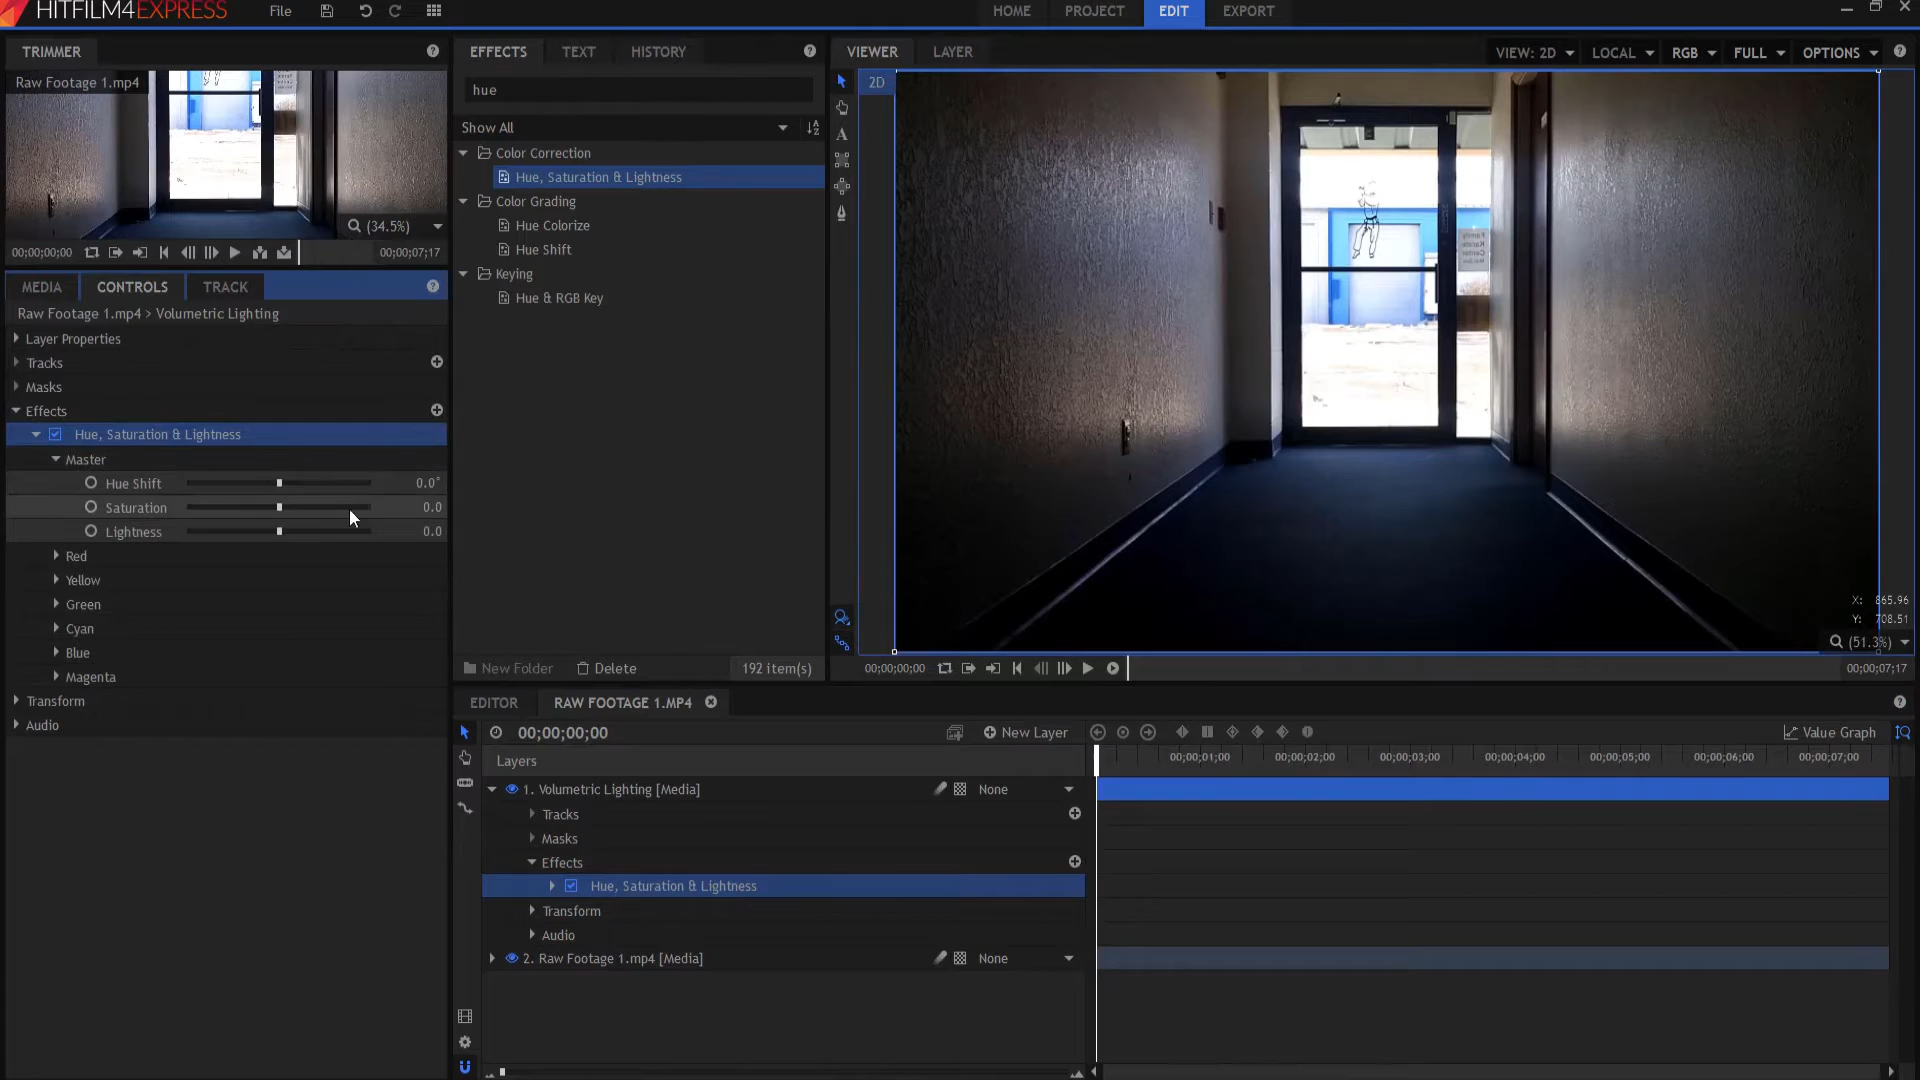 HITFILM4EXPRESS
File
HOME
PROJECT
EDIT
EXPORT
TRIMMER
Raw Footage 1.mp4
(34.5%)
00;00;00;00
00;00;07;17
MEDIA
CONTROLS
TRACK
Raw Footage 1.mp4 > Volumetric Lighting
Layer Properties
Tracks
Masks
Effects
Hue, Saturation & Lightness
Master
Hue Shift 0.0°
Saturation 0.0
Lightness 0.0
Red
Yellow
Green
Cyan
Blue
Magenta
Transform
Audio
EFFECTS
TEXT
HISTORY
hue
Show All
Color Correction
Hue, Saturation & Lightness
Color Grading
Hue Colorize
Hue Shift
Keying
Hue & RGB Key
New Folder
Delete
192 item(s)
VIEWER
LAYER
VIEW: 2D
LOCAL
RGB
FULL
OPTIONS
2D
Family
Karate
Center
X: 865.96
Y: 708.51
(51.3%)
00;00;00;00
00;00;07;17
EDITOR
RAW FOOTAGE 1.MP4
00;00;00;00
New Layer
Value Graph
Layers
00;00;01;00
00;00;02;00
00;00;03;00
00;00;04;00
00;00;05;00
00;00;06;00
00;00;07;00
1. Volumetric Lighting [Media]
None
Tracks
Masks
Effects
Hue, Saturation & Lightness
Transform
Audio
2. Raw Footage 1.mp4 [Media]
None